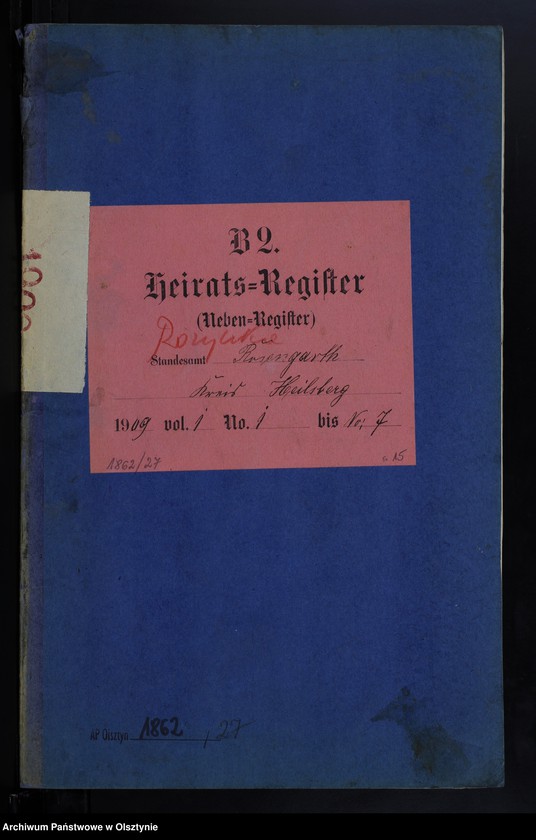 B 2.
Heirats=Register
(Neben=Register)
Standesamt Rosengarth
Kreis Heilsberg
1909 vol. 1 No. 1 bis No: 7
1862/27
AP Olsztyn 1862, 27
Archiwum Państwowe w Olsztynie